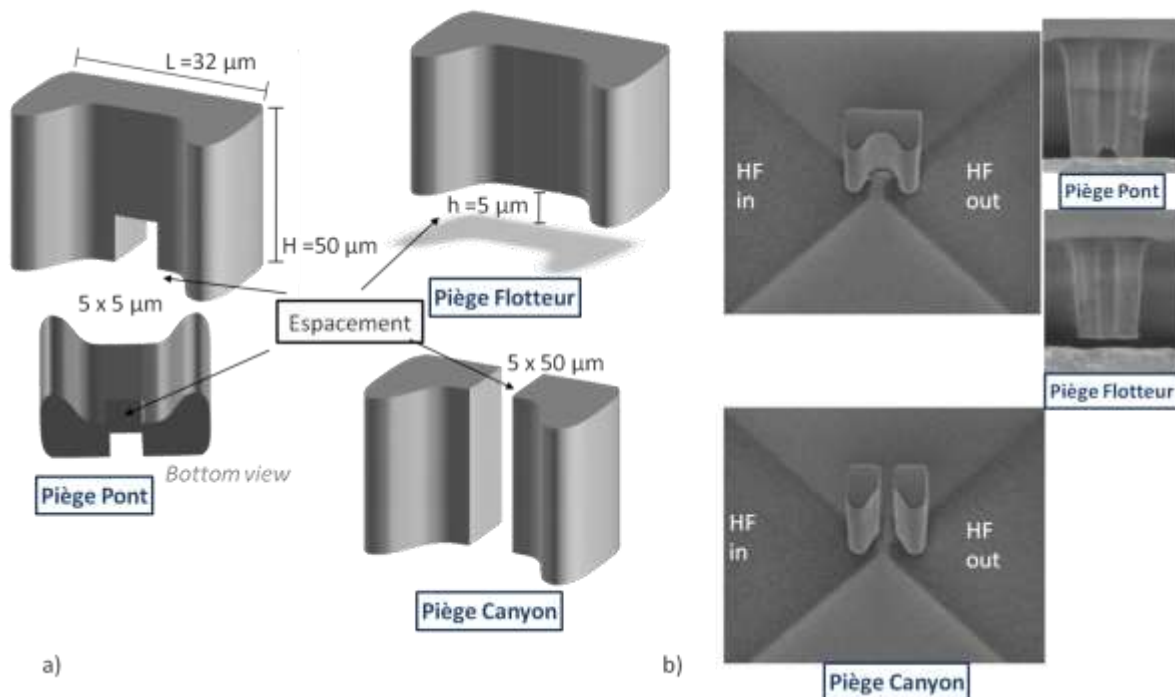 L =32 µm
H =50 µm
h =5 µm
Piège Flotteur
5 x 5 µm
Espacement
5 x 50 µm
Bottom view
Piège Pont
Piège Canyon
a)
HF
in
HF
out
Piège Pont
Piège Flotteur
HF
in
HF
out
Piège Canyon
b)